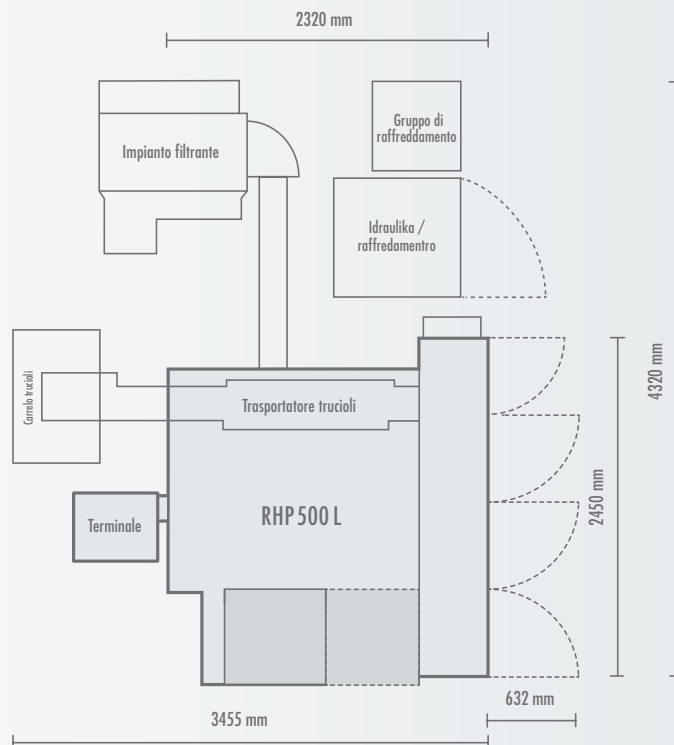 2320 mm
Gruppo di
raffreddamento
Impianto filtrante
Idraulika /
raffredamentro
4320 mm
Carrelo trucioli
Trasportatore trucioli
2450 mm
RHP 500 L
Terminale
632 mm
3455 mm